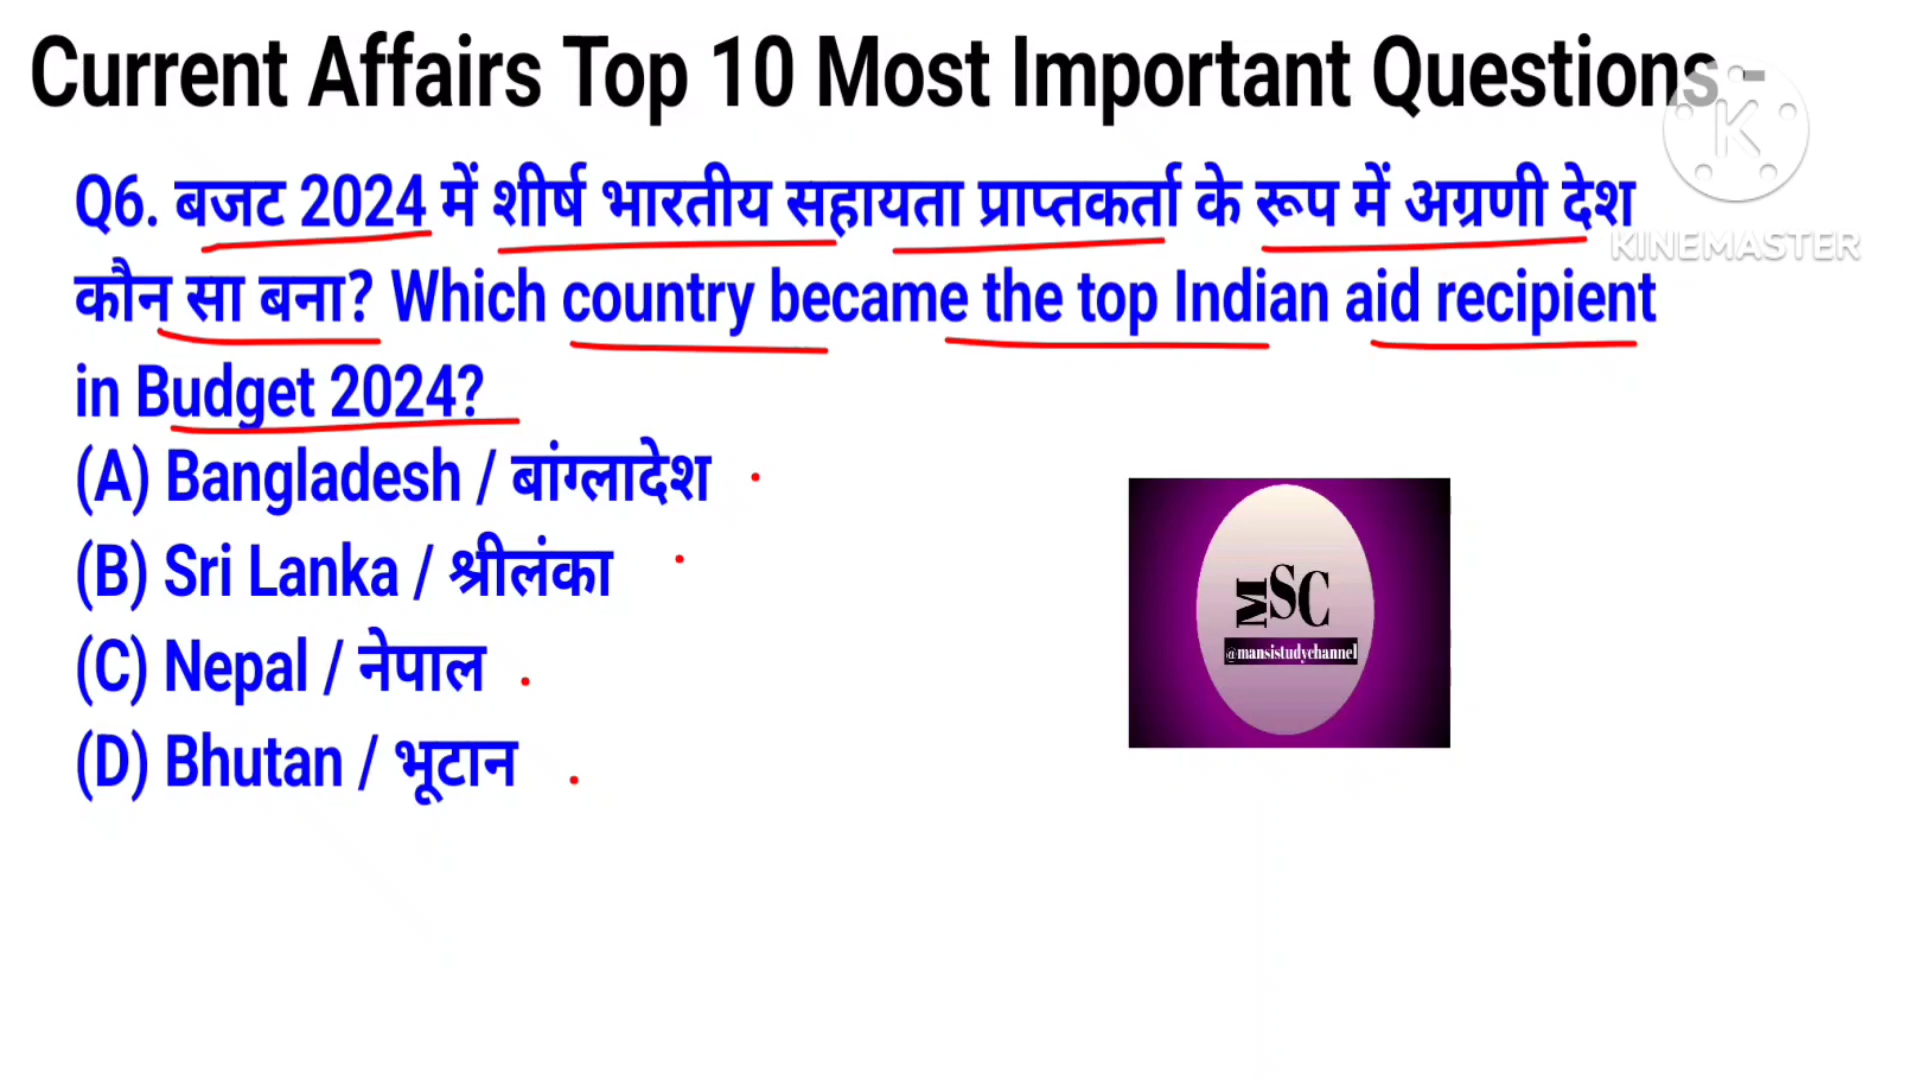 Current Affairs Top 10 Most Important Questions -
KINEMASTER
Q6. बजट 2024 में शीर्ष भारतीय सहायता प्राप्तकर्ता के रूप में अग्रणी देश
कौन सा बना? Which country became the top Indian aid recipient
in Budget 2024?
(A) Bangladesh / बांग्लादेश
(B) Sri Lanka / श्रीलंका
(C) Nepal / नेपाल
(D) Bhutan / भूटान
MSC
@mansistudychannel